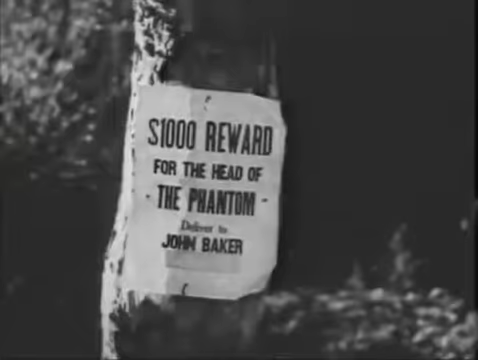 $1000 REWARD
FOR THE HEAD OF
- THE PHANTOM -
Deliver to
JOHN BAKER